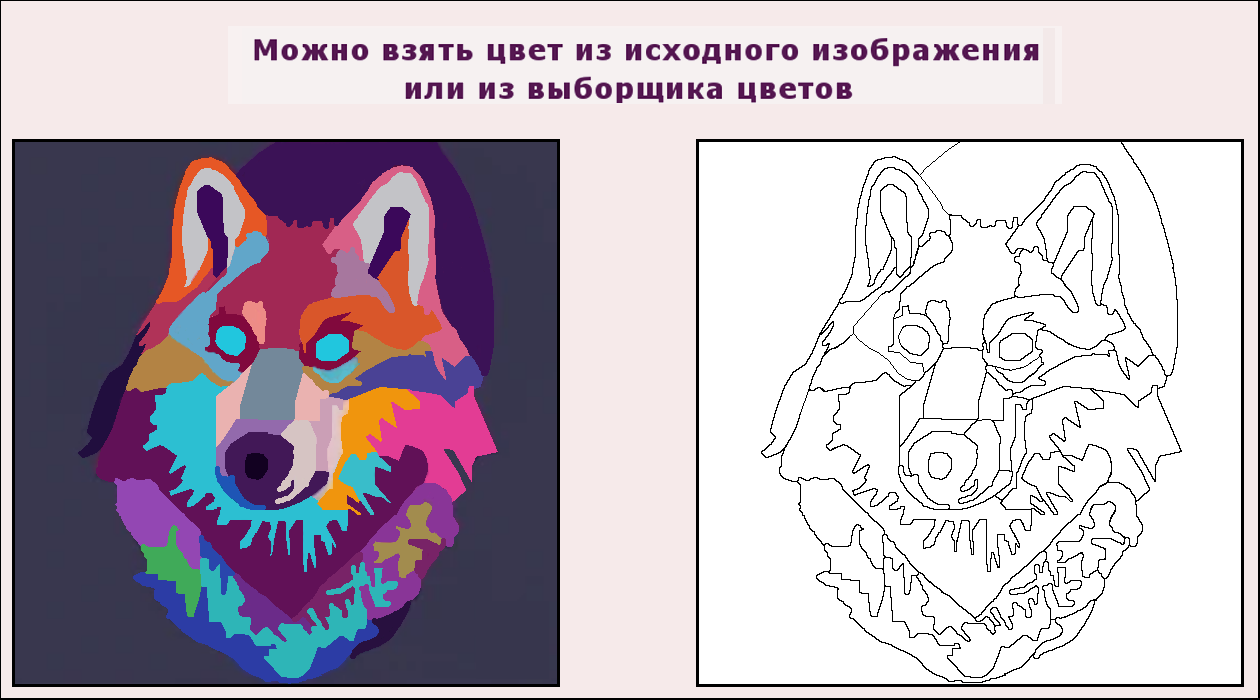 Можно взять цвет из исходного изображения
или из выборщика цветов